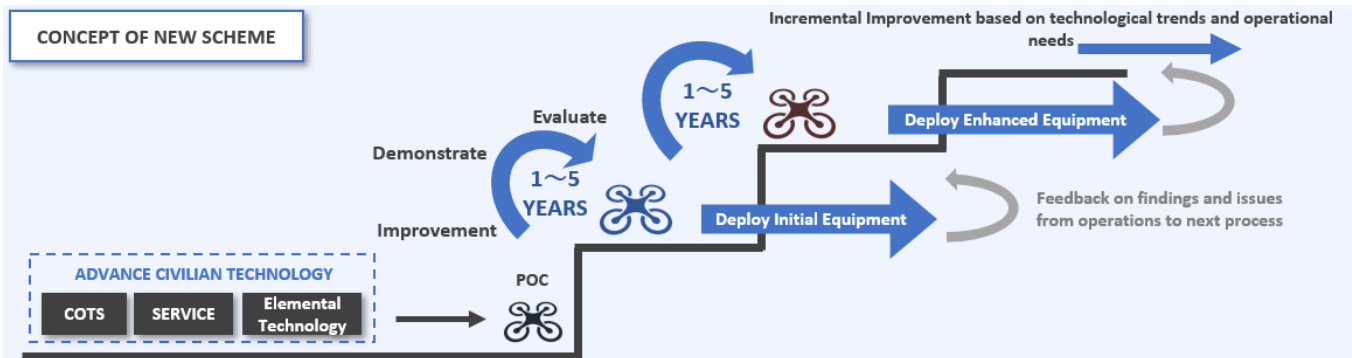 CONCEPT OF NEW SCHEME
Incremental Improvement based on technological trends and operational
needs
1～5
YEARS
Evaluate
Deploy Enhanced Equipment
Demonstrate
1～5
YEARS
Improvement
Deploy Initial Equipment
Feedback on findings and issues
from operations to next process
ADVANCE CIVILIAN TECHNOLOGY
COTS
SERVICE
Elemental
Technology
POC